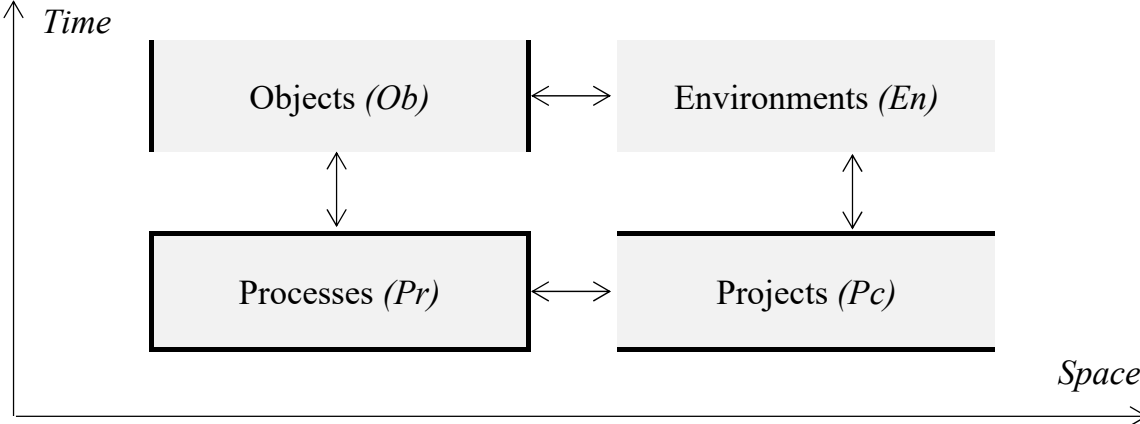 Time
Objects (Ob)
Environments (En)
Processes (Pr)
Projects (Pc)
Space